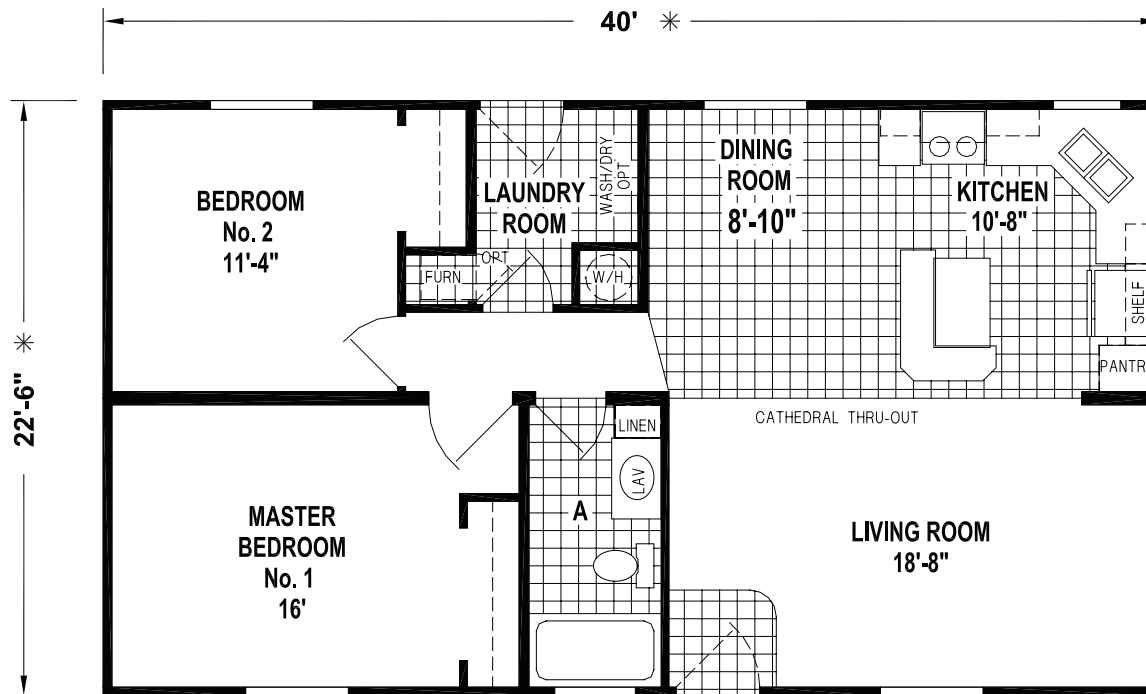 40' ✳
22'-6" ✳
BEDROOM
No. 2
11'-4"
LAUNDRY
ROOM
WASH/DRY
OPT
OPT
FURN
W/H
DINING
ROOM
8'-10"
KITCHEN
10'-8"
SHELF
PANTR
CATHEDRAL THRU-OUT
LINEN
LAV
A
MASTER
BEDROOM
No. 1
16'
LIVING ROOM
18'-8"